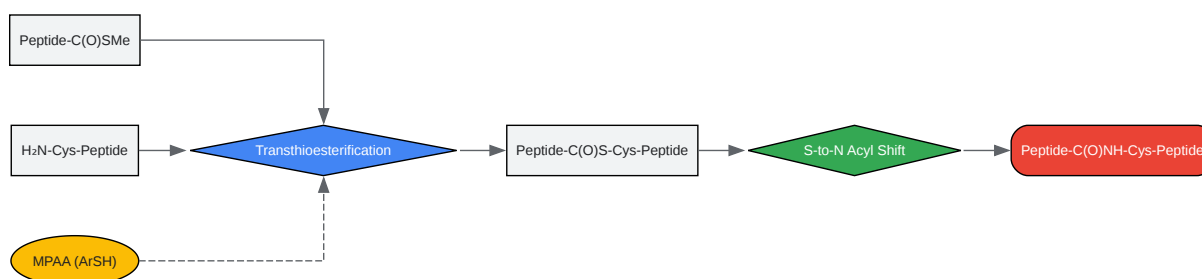 Peptide-C(O)SMe
H₂N-Cys-Peptide
Transthioesterification
Peptide-C(O)S-Cys-Peptide
S-to-N Acyl Shift
Peptide-C(O)NH-Cys-Peptide
MPAA (ArSH)